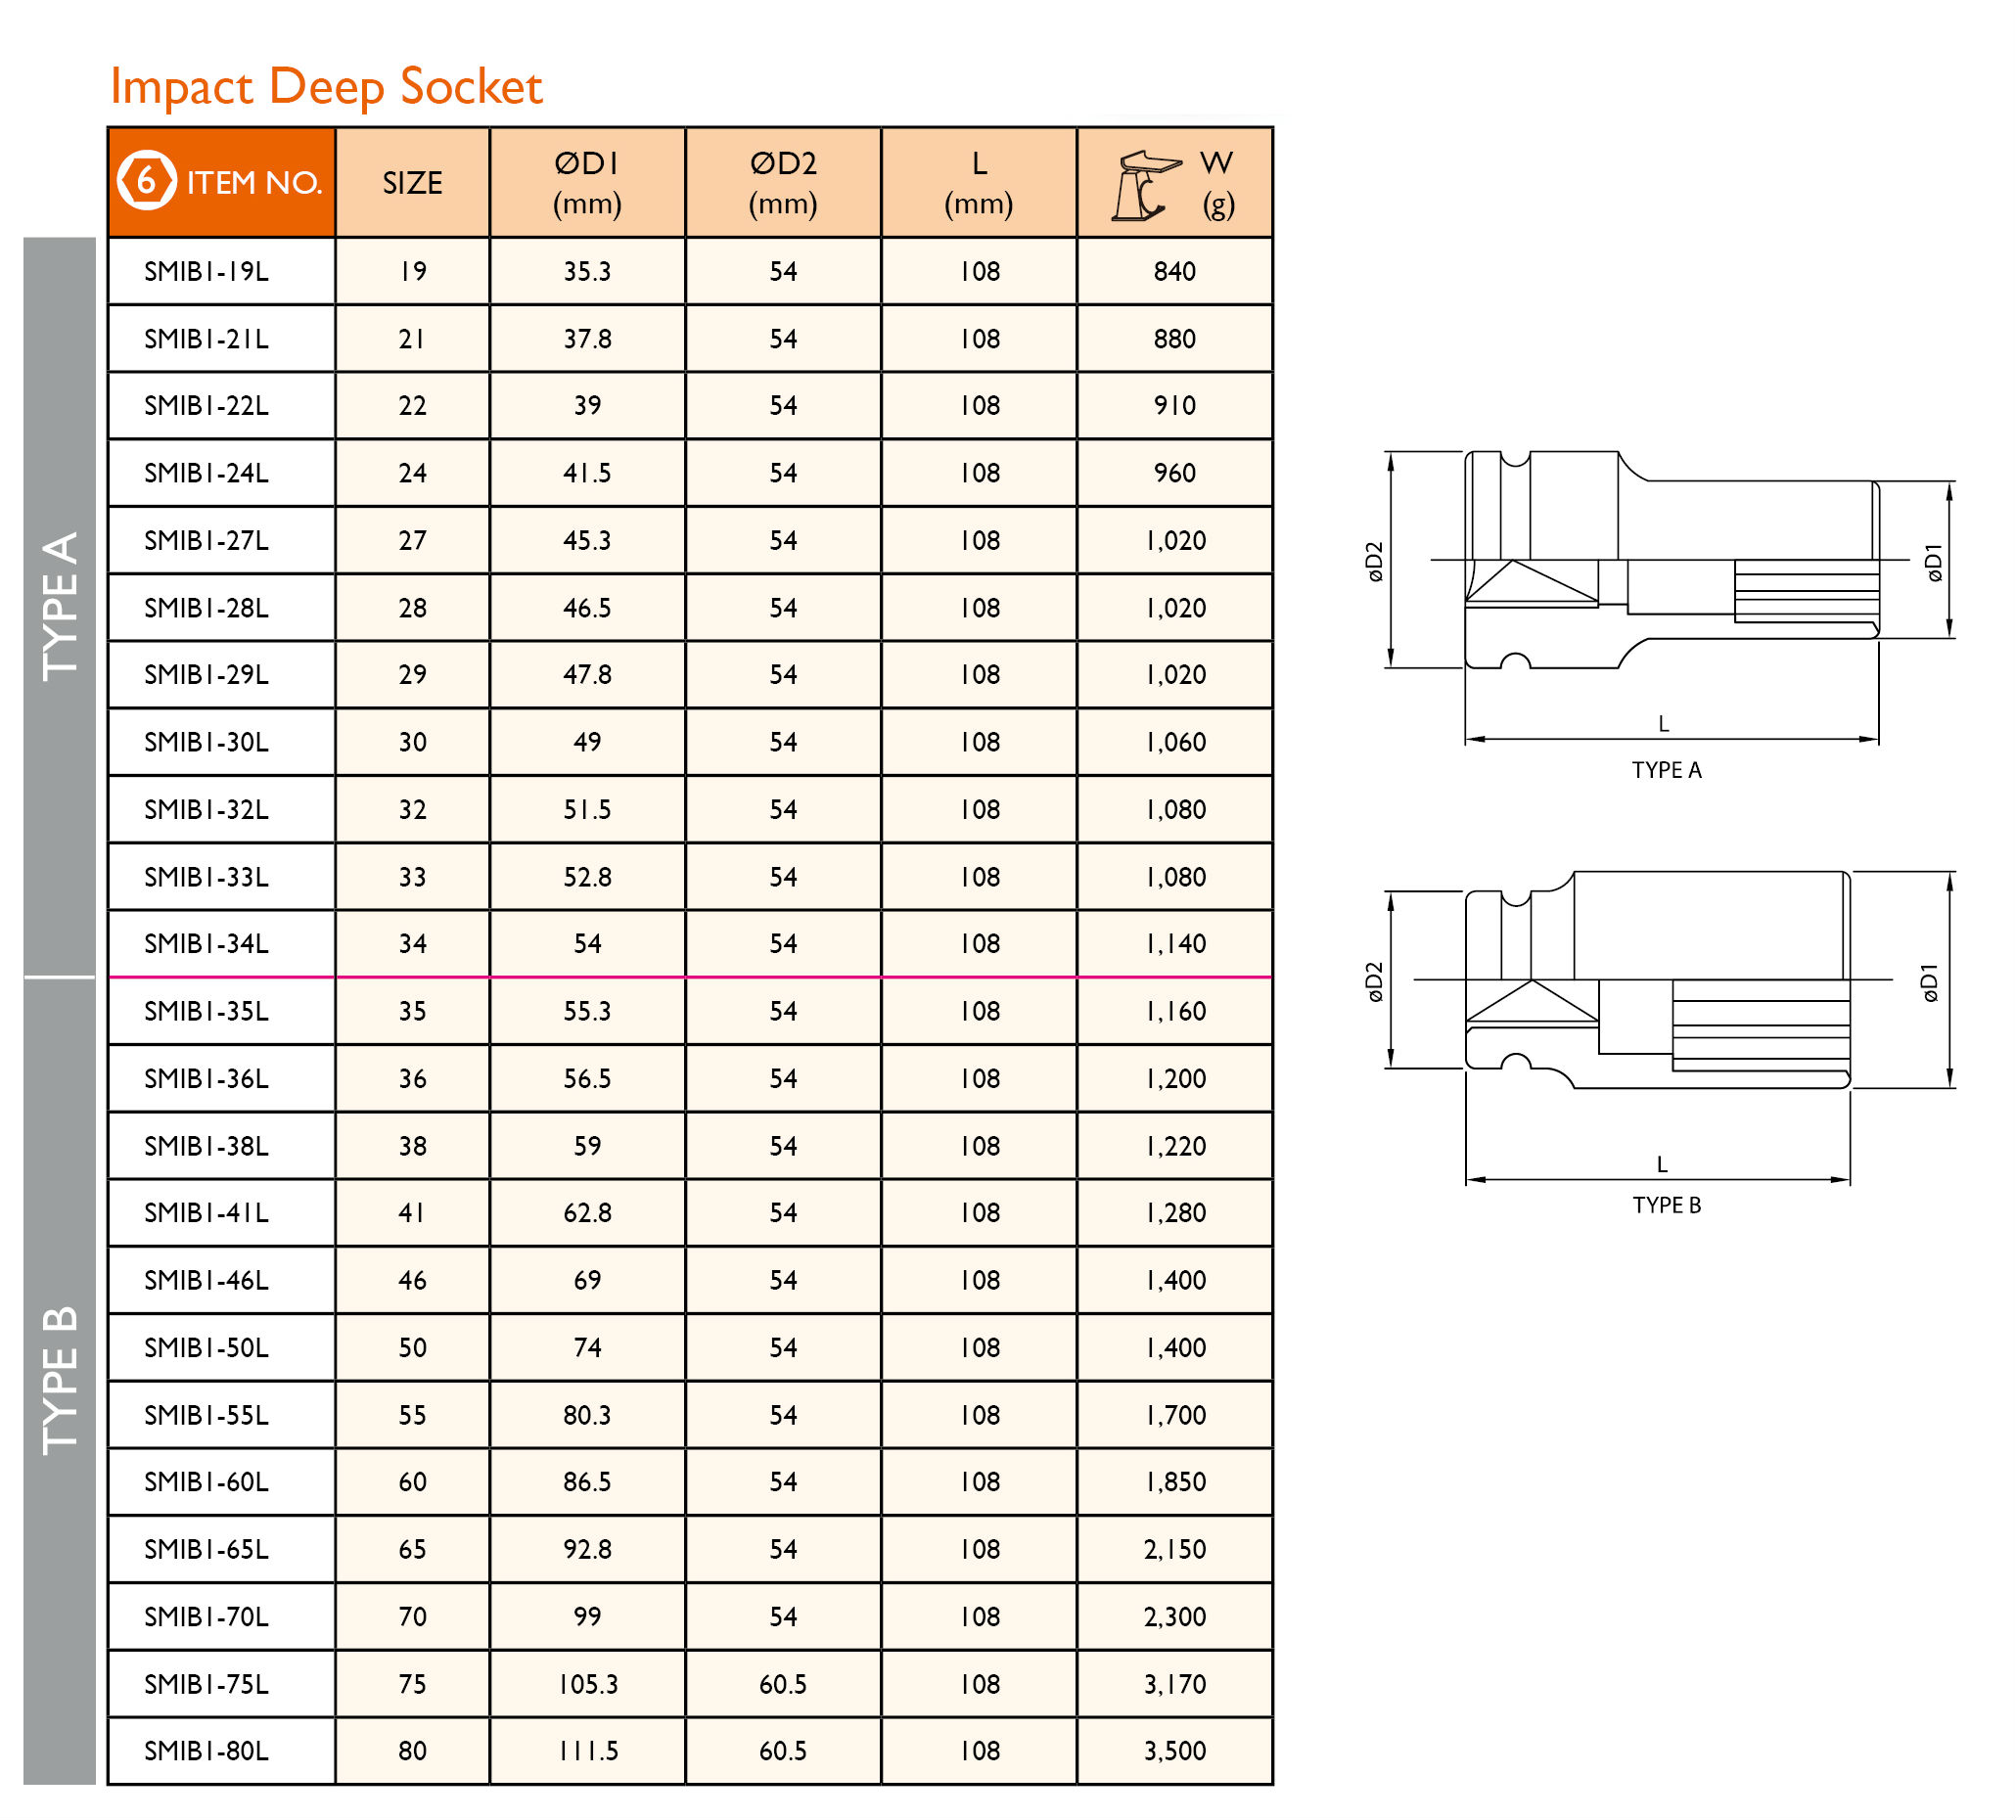 Impact Deep Socket
6 ITEM NO. SIZE ØD1 (mm) ØD2 (mm) L (mm) W (g)
TYPE A
SMIB1-19L 19 35.3 54 108 840
SMIB1-21L 21 37.8 54 108 880
SMIB1-22L 22 39 54 108 910
SMIB1-24L 24 41.5 54 108 960
SMIB1-27L 27 45.3 54 108 1,020
SMIB1-28L 28 46.5 54 108 1,020
SMIB1-29L 29 47.8 54 108 1,020
SMIB1-30L 30 49 54 108 1,060
SMIB1-32L 32 51.5 54 108 1,080
SMIB1-33L 33 52.8 54 108 1,080
SMIB1-34L 34 54 54 108 1,140
TYPE B
SMIB1-35L 35 55.3 54 108 1,160
SMIB1-36L 36 56.5 54 108 1,200
SMIB1-38L 38 59 54 108 1,220
SMIB1-41L 41 62.8 54 108 1,280
SMIB1-46L 46 69 54 108 1,400
SMIB1-50L 50 74 54 108 1,400
SMIB1-55L 55 80.3 54 108 1,700
SMIB1-60L 60 86.5 54 108 1,850
SMIB1-65L 65 92.8 54 108 2,150
SMIB1-70L 70 99 54 108 2,300
SMIB1-75L 75 105.3 60.5 108 3,170
SMIB1-80L 80 111.5 60.5 108 3,500
øD2
øD1
L
TYPE A
øD2
øD1
L
TYPE B